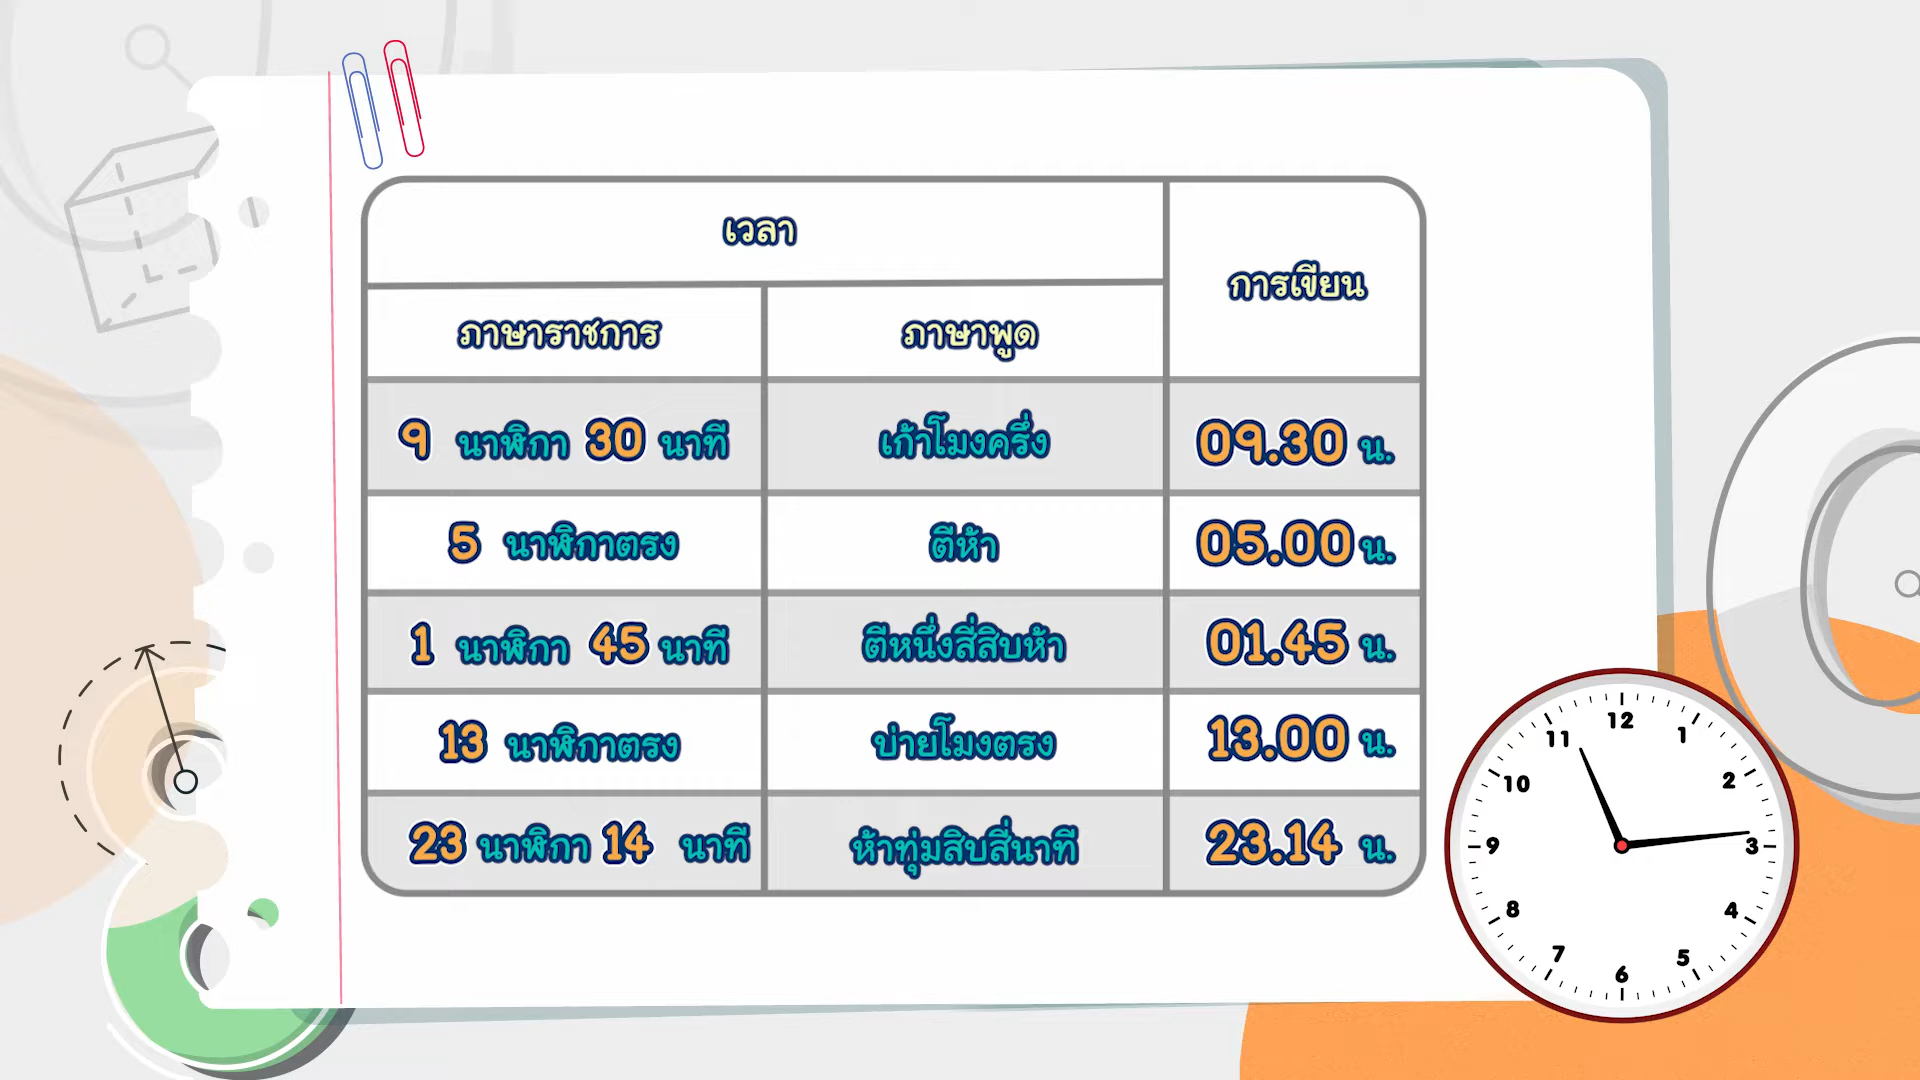 เวลา
การเขียน
ภาษาราชการ ภาษาพูด
9 นาฬิกา 30 นาที เก้าโมงครึ่ง 09.30 น.
5 นาฬิกาตรง ตีห้า 05.00 น.
1 นาฬิกา 45 นาที ตีหนึ่งสี่สิบห้า 01.45 น.
13 นาฬิกาตรง บ่ายโมงตรง 13.00 น.
23 นาฬิกา 14 นาที ห้าทุ่มสิบสี่นาที 23.14 น.
12
1
2
3
4
5
6
7
8
9
10
11